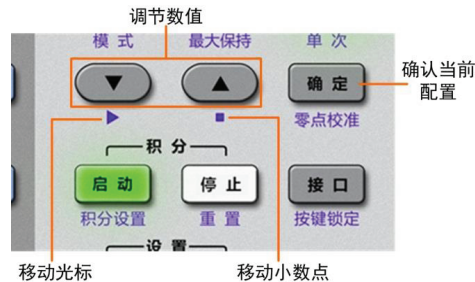 调节数值
模式 最大保持 单次
确定
确认当前
配置
零点校准
积分
启动 停止 接口
积分设置 重置 按键锁定
设置
移动光标 移动小数点